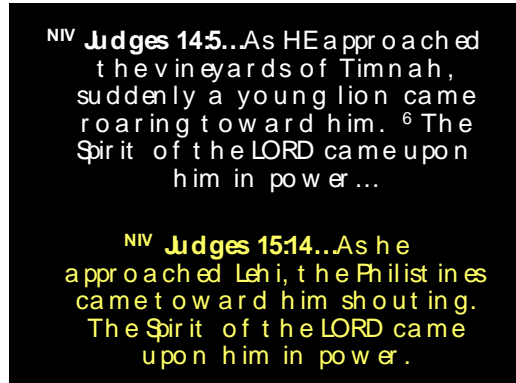 NIV Judges 14:5…As HE approached
the vineyards of Timnah,
suddenly a young lion came
roaring toward him. 6 The
Spirit of the LORD came upon
him in power…
NIV Judges 15:14…As he
approached Lehi, the Philistines
came toward him shouting.
The Spirit of the LORD came
upon him in power.